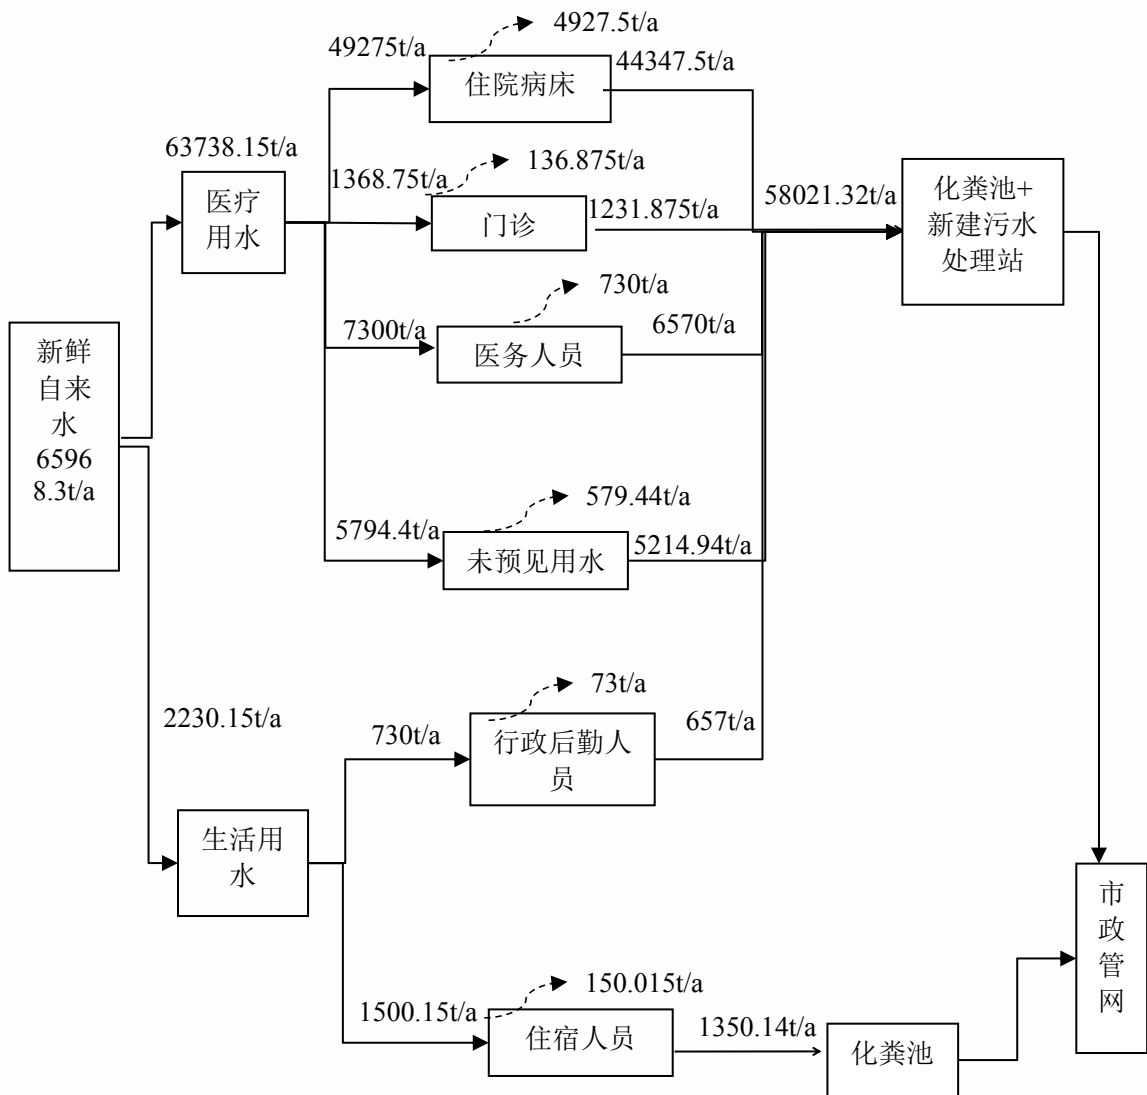 4927.5t/a
49275t/a
住院病床
44347.5t/a
63738.15t/a
136.875t/a
1368.75t/a
医疗
用水
门诊
1231.875t/a
58021.32t/a
化粪池+
新建污水
处理站
730t/a
7300t/a
医务人员
6570t/a
新鲜
自来
水
6596
8.3t/a
579.44t/a
5794.4t/a
未预见用水
5214.94t/a
73t/a
2230.15t/a
730t/a
行政后勤人
员
657t/a
生活用
水
市
政
管
网
150.015t/a
1500.15t/a
住宿人员
1350.14t/a
化粪池